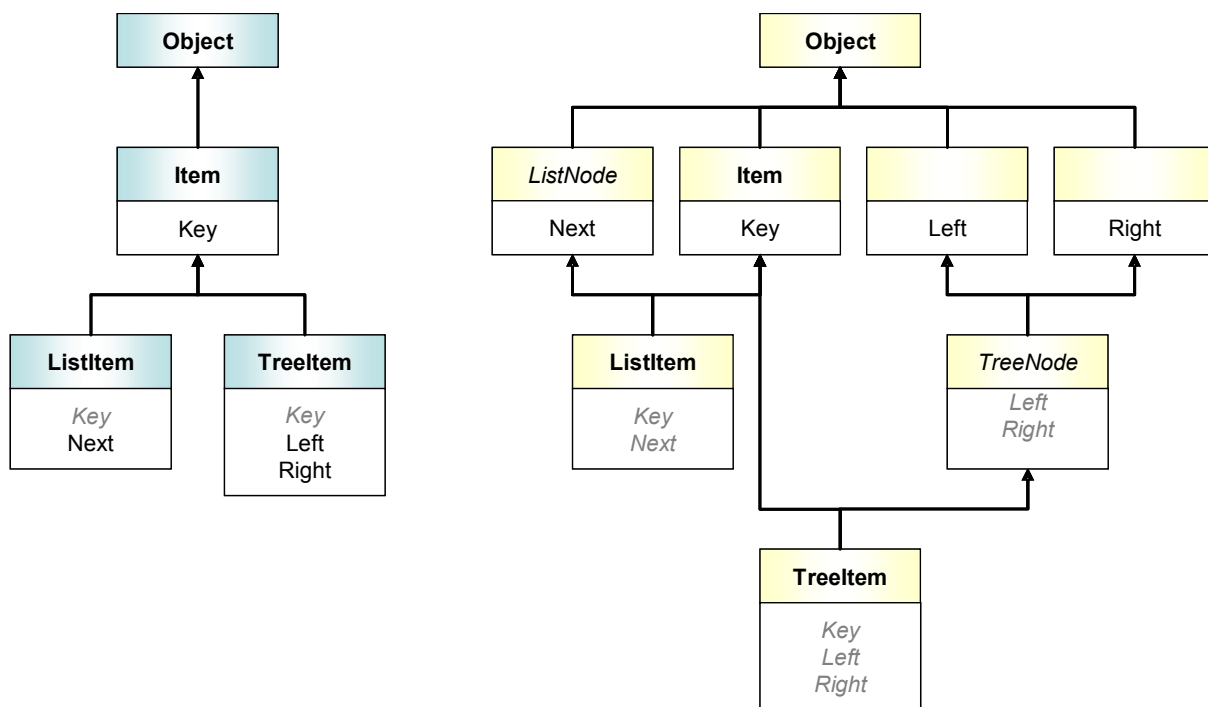 Object
Item
Key
ListItem
Key
Next
TreeItem
Key
Left
Right
Object
ListNode
Next
Item
Key
Left
Right
ListItem
Key
Next
TreeNode
Left
Right
TreeItem
Key
Left
Right